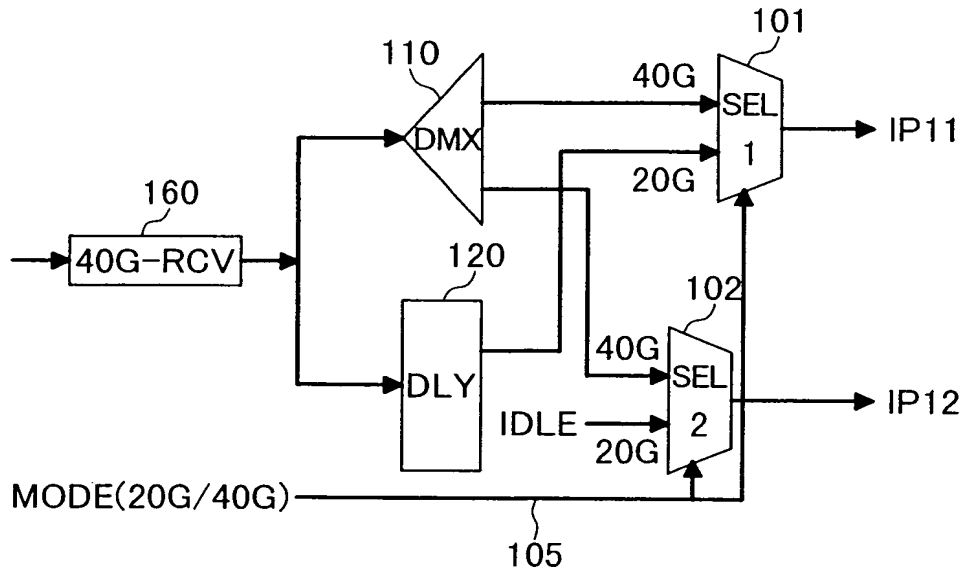 101
110
40G
SEL
DMX
IP11
1
20G
160
40G-RCV
120
102
40G
SEL
DLY
IP12
IDLE
2
20G
MODE(20G/40G)
105